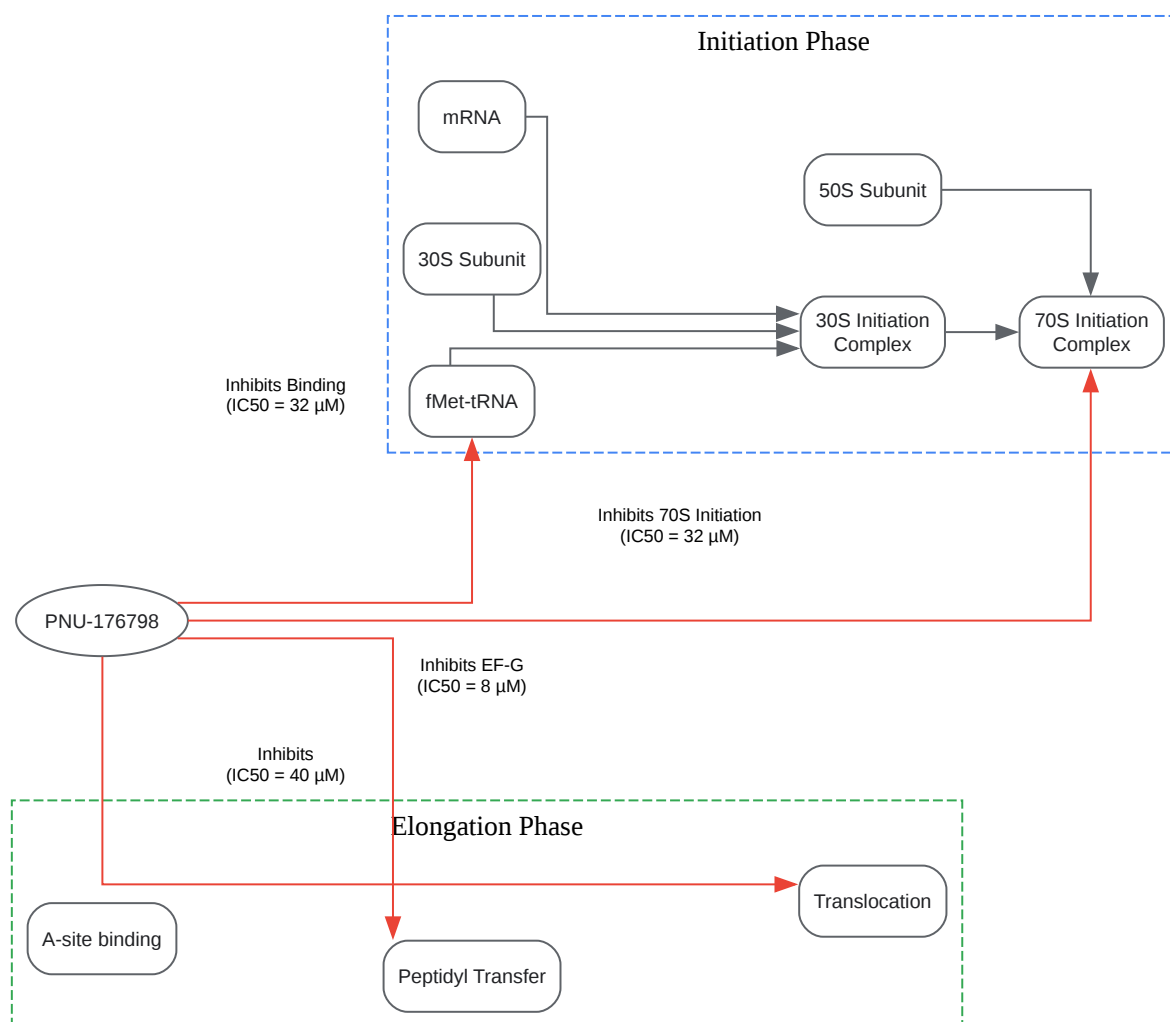 Initiation Phase
mRNA
50S Subunit
30S Subunit
30S Initiation
Complex
70S Initiation
Complex
fMet-tRNA
Inhibits Binding
(IC50 = 32 µM)
Inhibits 70S Initiation
(IC50 = 32 µM)
PNU-176798
Inhibits EF-G
(IC50 = 8 µM)
Inhibits
(IC50 = 40 µM)
Elongation Phase
Translocation
A-site binding
Peptidyl Transfer